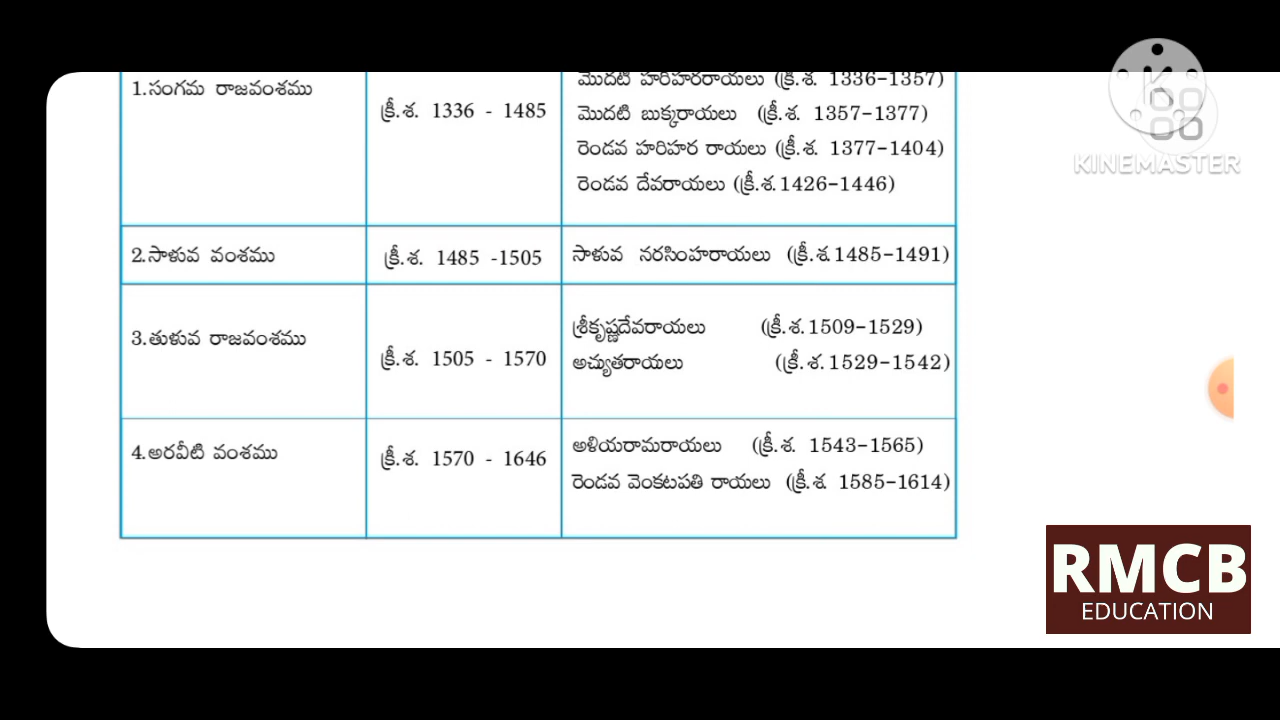 మొదటి హరిహరరాయలు (క్రీ.శ. 1336-1357)
1.సంగమ రాజవంశము
క్రీ.శ. 1336 - 1485
మొదటి బుక్కరాయలు (క్రీ.శ. 1357-1377)
రెండవ హరిహర రాయలు (క్రీ.శ. 1377-1404)
రెండవ దేవరాయలు (క్రీ.శ.1426-1446)
2.సాళువ వంశము
క్రీ.శ. 1485 -1505
సాళువ నరసింహరాయలు (క్రీ.శ.1485-1491)
3.తుళువ రాజవంశము
క్రీ.శ. 1505 - 1570
శ్రీకృష్ణదేవరాయలు (క్రీ.శ.1509-1529)
అచ్యుతరాయలు (క్రీ.శ.1529-1542)
4.అరవీటి వంశము
క్రీ.శ. 1570 - 1646
అళియరామరాయలు (క్రీ.శ. 1543-1565)
రెండవ వెంకటపతి రాయలు (క్రీ.శ. 1585-1614)
KINEMASTER
RMCB
EDUCATION